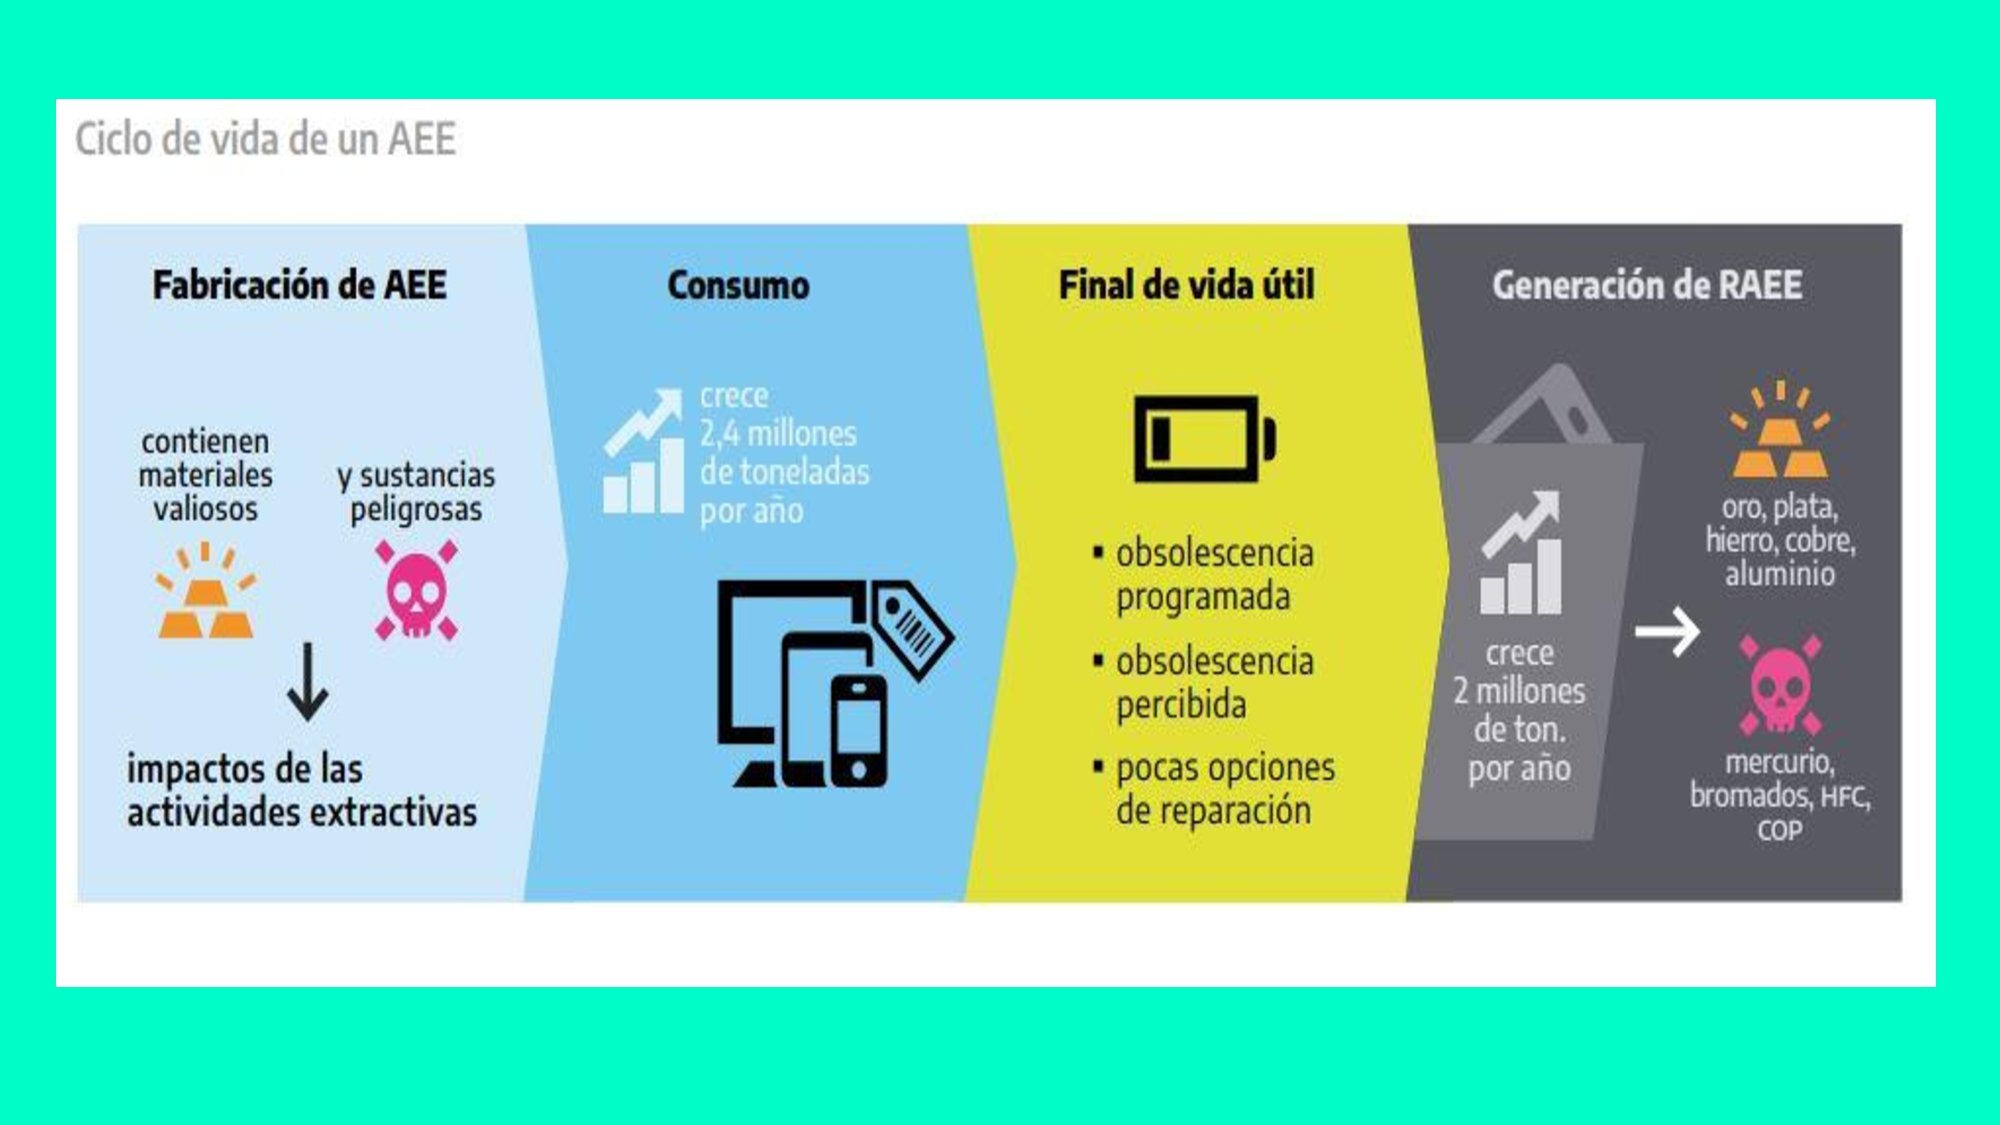 Ciclo de vida de un AEE
Fabricación de AEE
contienen
materiales
valiosos
y sustancias
peligrosas
impactos de las
actividades extractivas
Consumo
crece
2,4 millones
de toneladas
por año
Final de vida útil
▪ obsolescencia
programada
▪ obsolescencia
percibida
▪ pocas opciones
de reparación
Generación de RAEE
crece
2 millones
de ton.
por año
oro, plata,
hierro, cobre,
aluminio
mercurio,
bromados, HFC,
COP